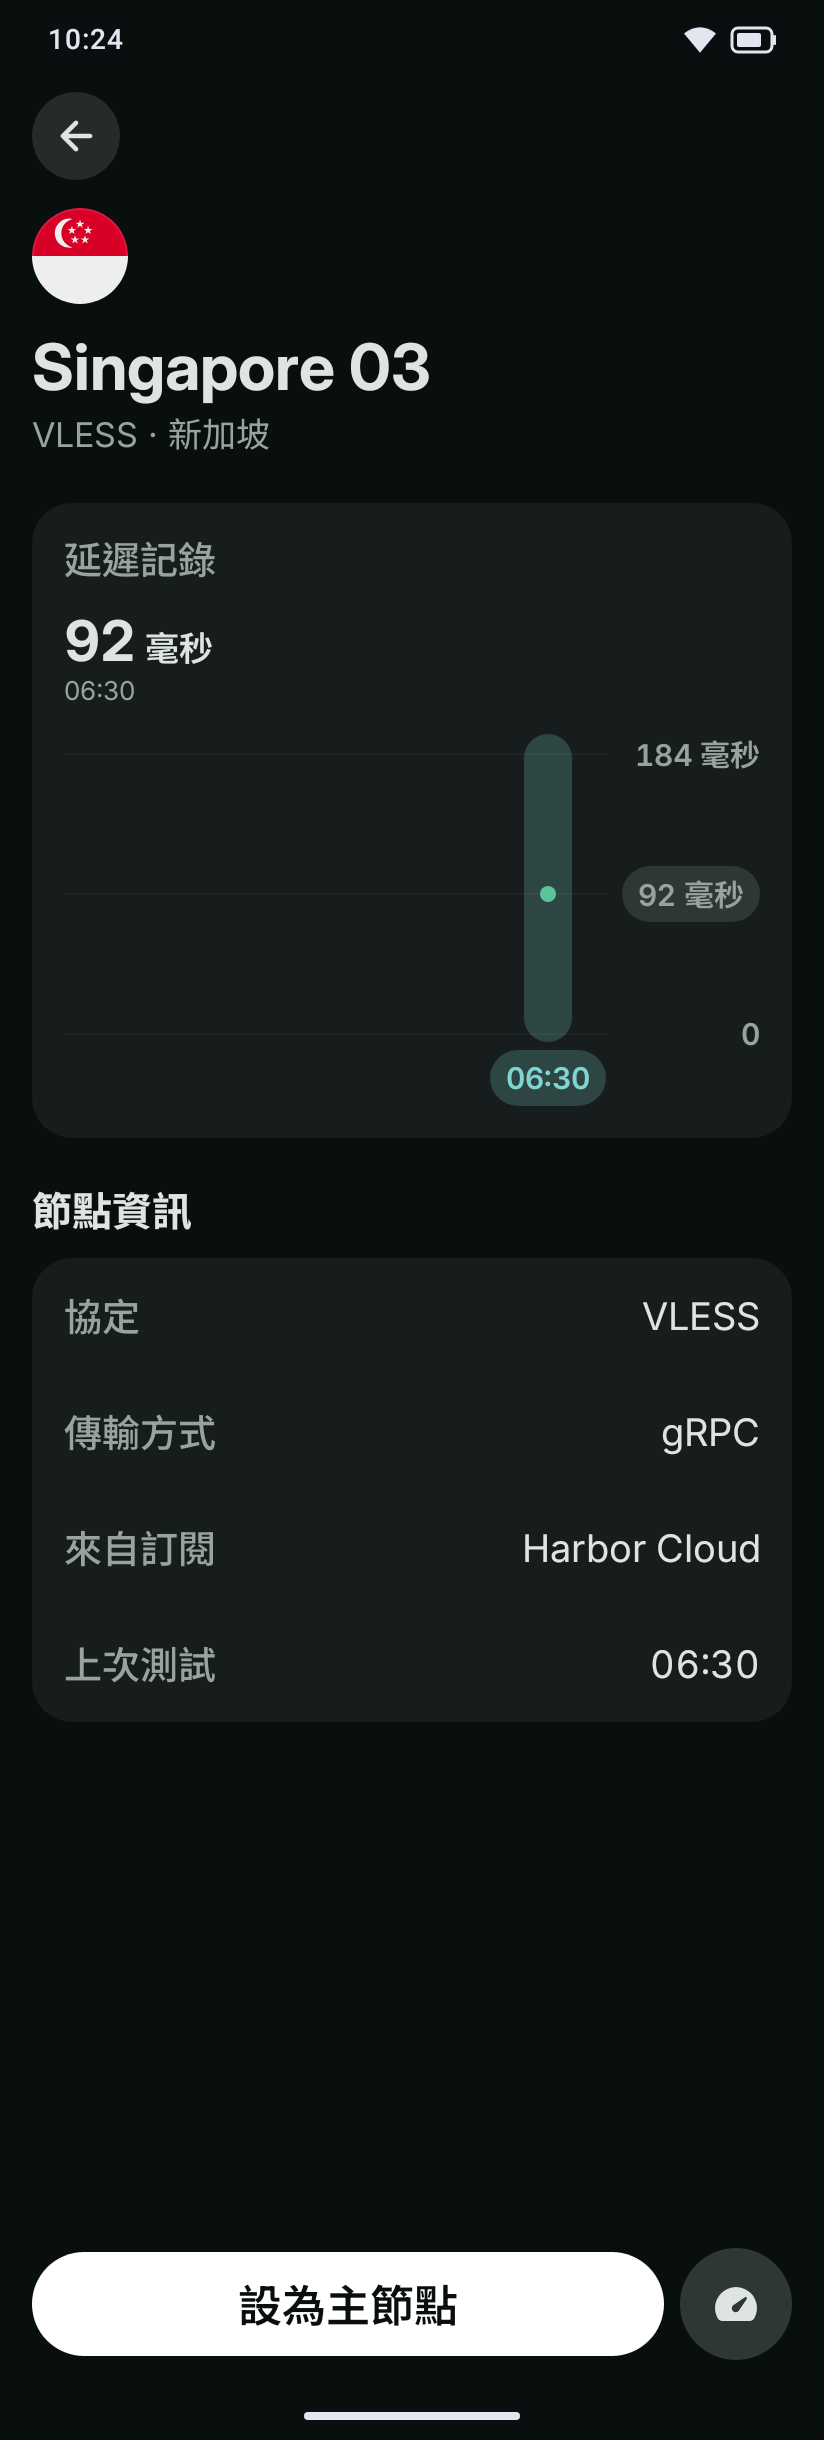 10:24
Singapore 03
VLESS · 新加坡
延遲記錄
92 毫秒
06:30
184 毫秒
92 毫秒
0
06:30
節點資訊
協定 VLESS
傳輸方式 gRPC
來自訂閱 Harbor Cloud
上次測試 06:30
設為主節點